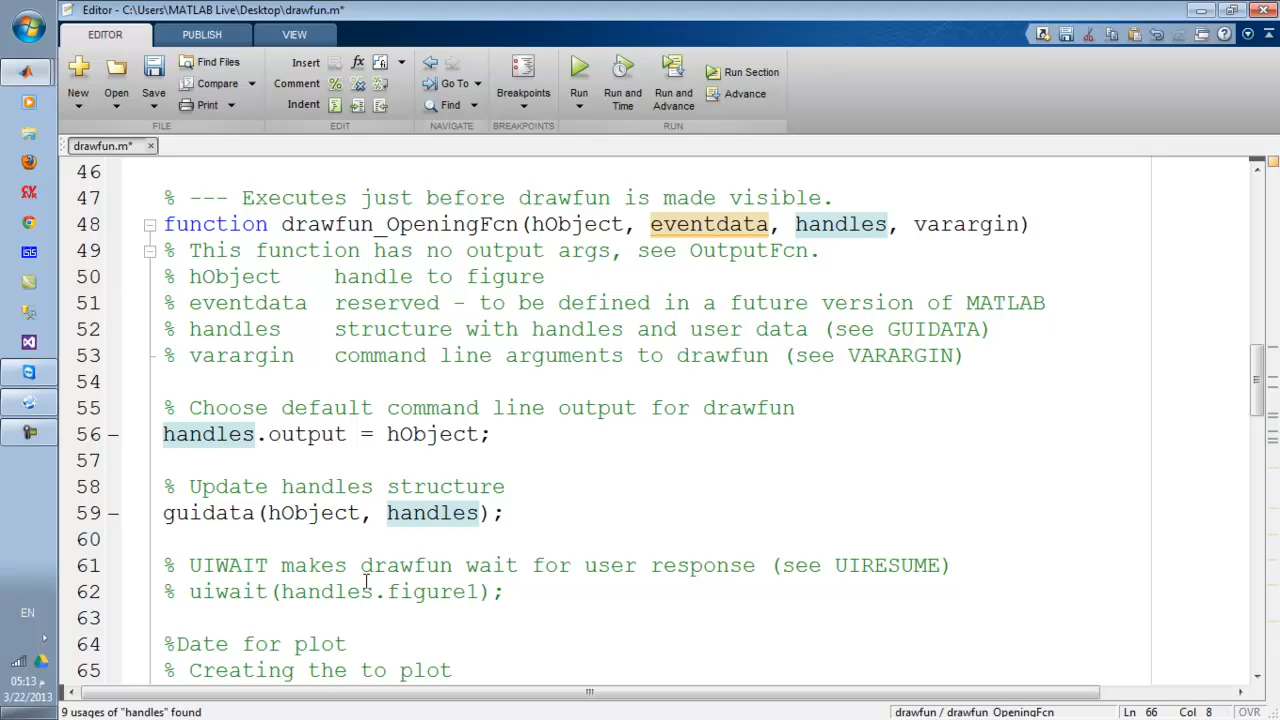 Editor - C:\Users\MATLAB Live\Desktop\drawfun.m*
EDITOR
PUBLISH
VIEW
New
Open
Save
Find Files
Compare
Print
FILE
Insert
Comment
Indent
fx
EDIT
Go To
Find
NAVIGATE
Breakpoints
BREAKPOINTS
Run
Run and Time
Run and Advance
Run Section
Advance
RUN
drawfun.m*
46
47 % --- Executes just before drawfun is made visible.
48 function drawfun_OpeningFcn(hObject, eventdata, handles, varargin)
49 % This function has no output args, see OutputFcn.
50 % hObject    handle to figure
51 % eventdata  reserved - to be defined in a future version of MATLAB
52 % handles    structure with handles and user data (see GUIDATA)
53 % varargin   command line arguments to drawfun (see VARARGIN)
54
55 % Choose default command line output for drawfun
56 handles.output = hObject;
57
58 % Update handles structure
59 guidata(hObject, handles);
60
61 % UIWAIT makes drawfun wait for user response (see UIRESUME)
62 % uiwait(handles.figure1);
63
64 %Date for plot
65 % Creating the to plot
9 usages of "handles" found
drawfun / drawfun_OpeningFcn
Ln 66 Col 8
OVR
EN
05:13 م
3/22/2013
CV
AVR
ISIS